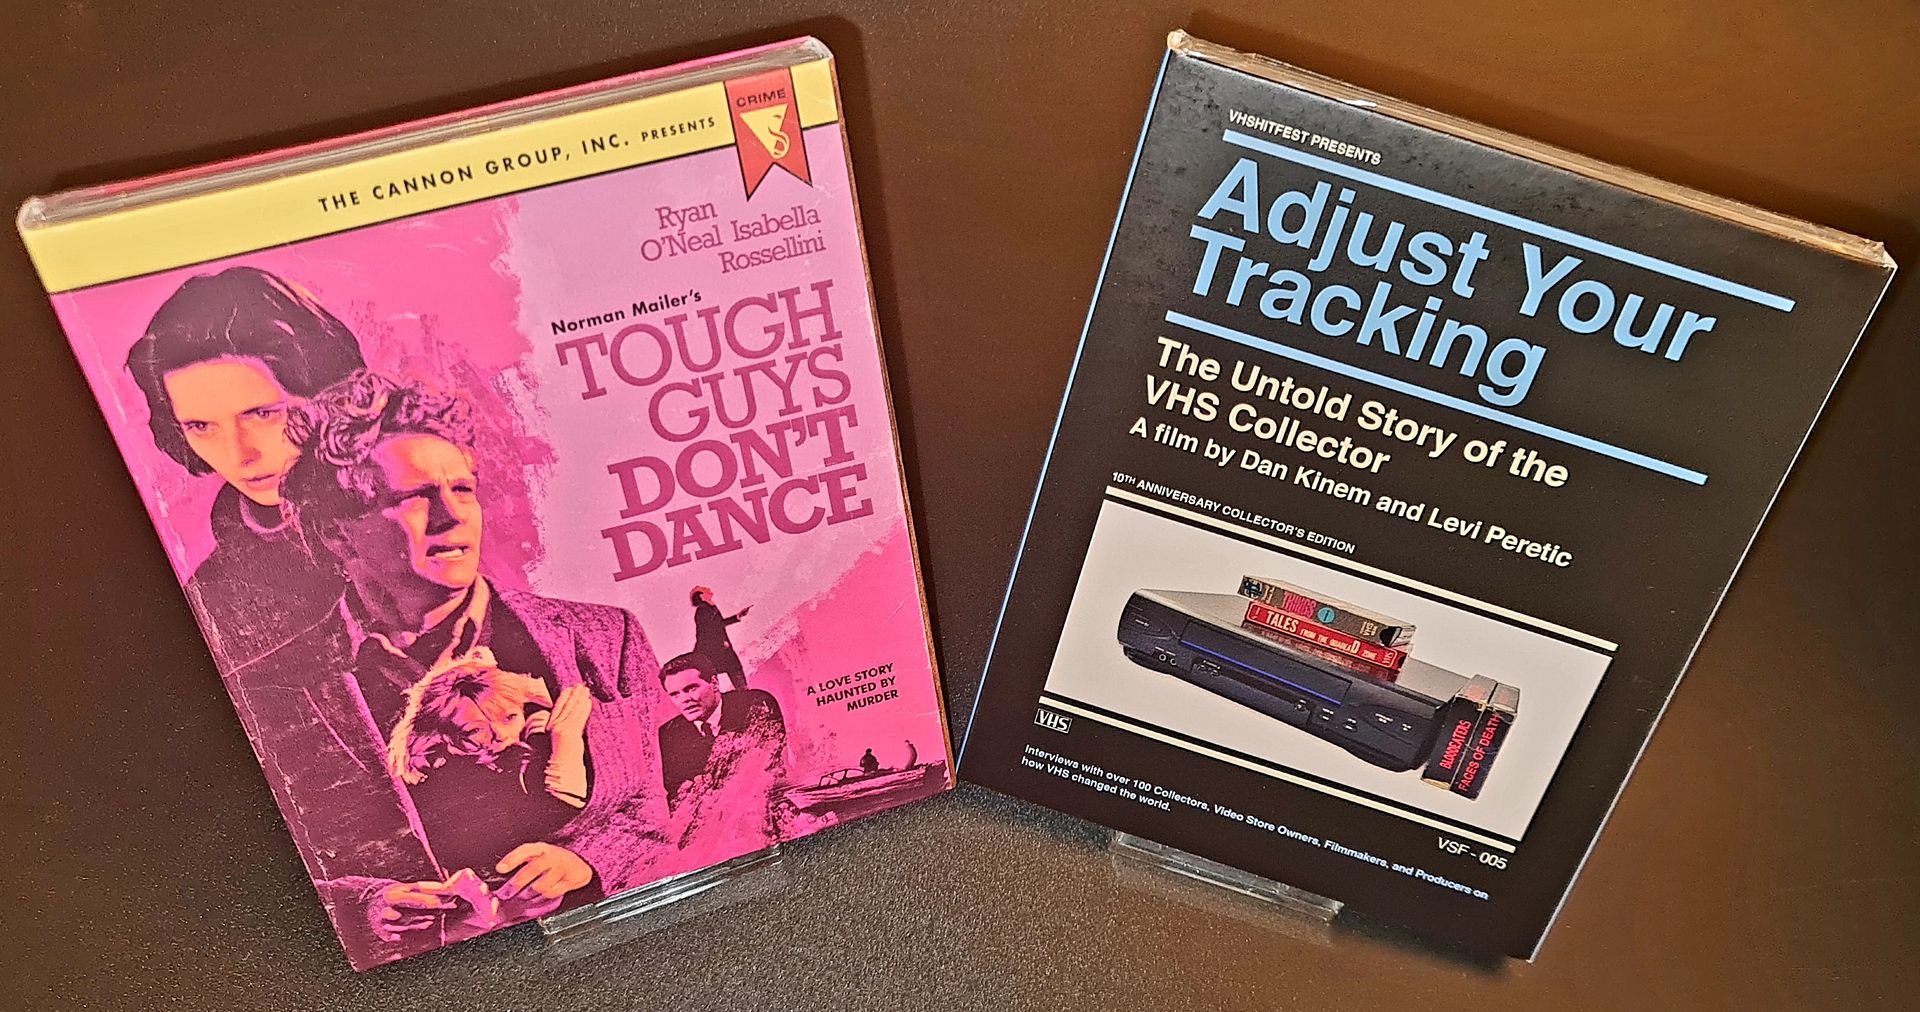 THE CANNON GROUP, INC. PRESENTS
CRIME
VS
Ryan
O'Neal Isabella
Rossellini
Norman Mailer's
TOUGH
GUYS
DON'T
DANCE
A LOVE STORY
HAUNTED BY
MURDER
VHSHITFEST PRESENTS
Adjust Your
Tracking
The Untold Story of the
VHS Collector
A film by Dan Kinem and Levi Peretic
10TH ANNIVERSARY COLLECTOR'S EDITION
THINGS
TALES FROM THE QUADEAD ZONE
BLOODEATERS
FACES OF DEATH
VHS
Interviews with over 100 Collectors, Video Store Owners, Filmmakers, and Producers on
how VHS changed the world.
VSF - 005